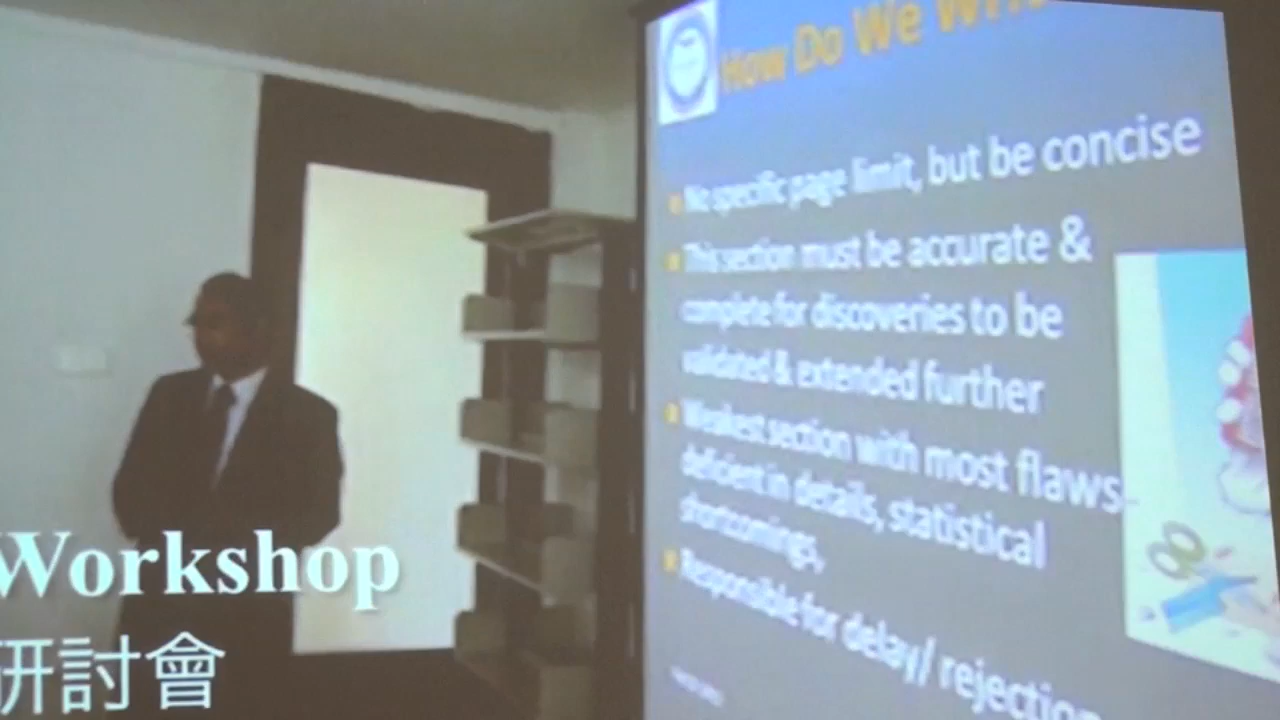 How Do We
No specific page limit, but be concise
This section must be accurate &
complete for discoveries to be
validated & extended further
Weakest section with most flaws-
deficient in details, statistical
shortcomings,
Responsible for delay/ rejection
Workshop
研討會